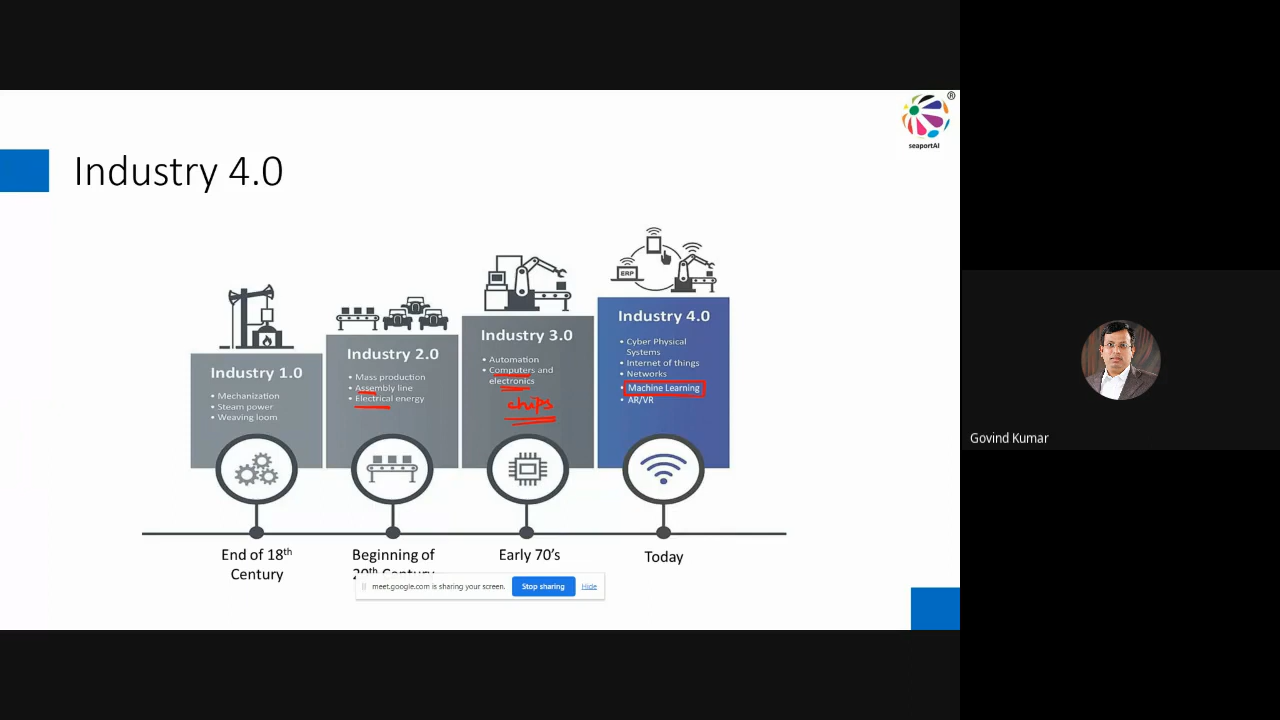 ®
seaportAI
Industry 4.0
ERP
Industry 1.0
• Mechanization
• Steam power
• Weaving loom
Industry 2.0
• Mass production
• Assembly line
• Electrical energy
Industry 3.0
• Automation
• Computers and
electronics
chips
Industry 4.0
• Cyber Physical
Systems
• Internet of things
• Networks
• Machine Learning
• AR/VR
End of 18th
Century
Beginning of
20th Century
Early 70's
Today
meet.google.com is sharing your screen.
Stop sharing
Hide
Govind Kumar